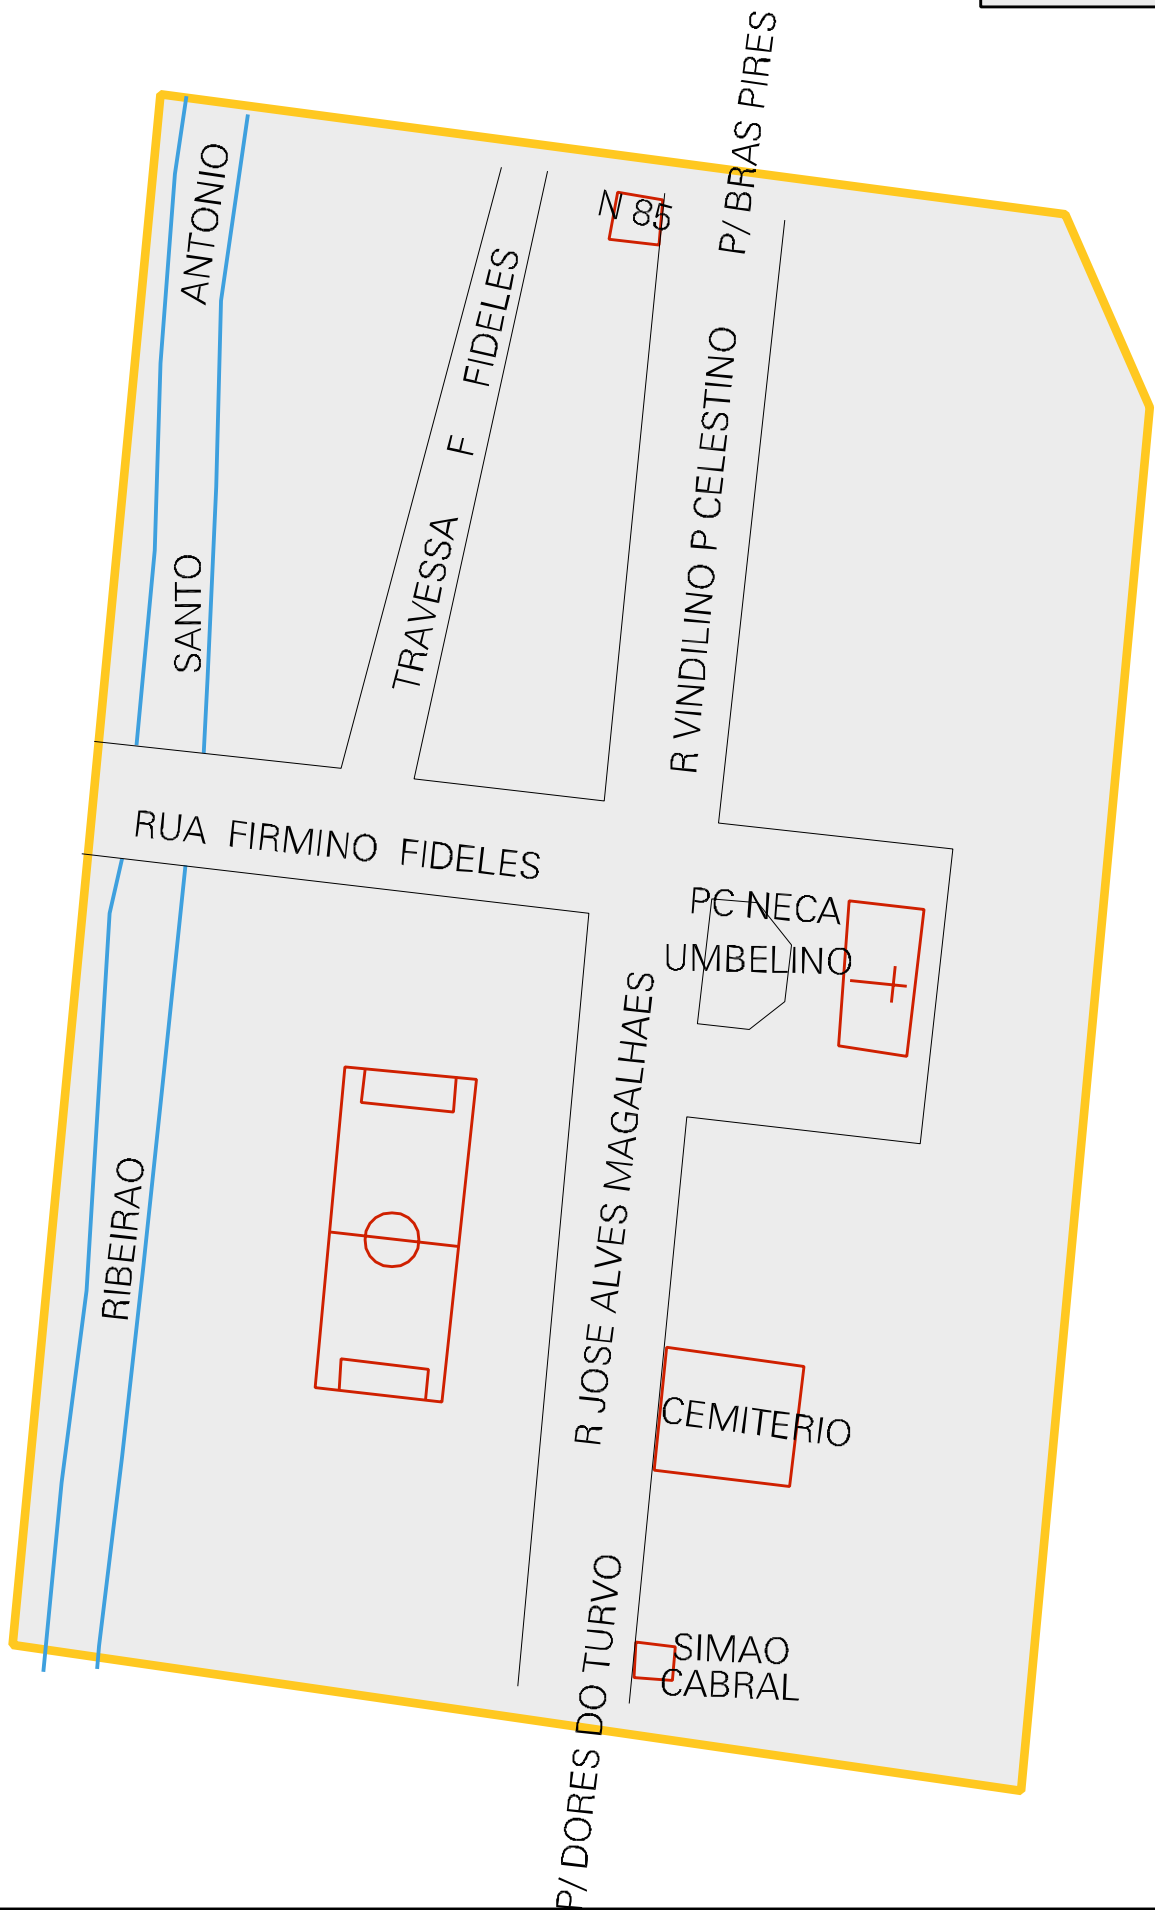 P/ BRAS PIRES
ANTONIO
N 85
TRAVESSA F FIDELES
R VINDILINO P CELESTINO
SANTO
RUA FIRMINO FIDELES
PC NECA
UMBELINO
R JOSE ALVES MAGALHAES
RIBEIRAO
CEMITERIO
SIMAO
CABRAL
P/ DORES DO TURVO